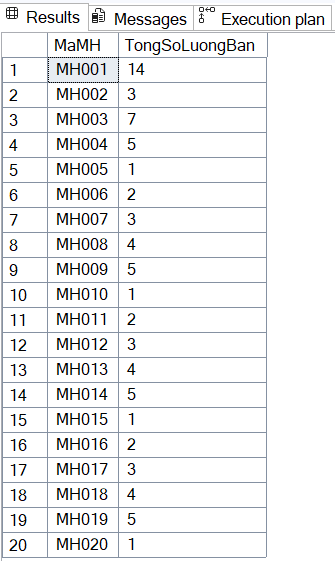 Results Messages Execution plan
MaMH TongSoLuongBan
1 MH001 14
2 MH002 3
3 MH003 7
4 MH004 5
5 MH005 1
6 MH006 2
7 MH007 3
8 MH008 4
9 MH009 5
10 MH010 1
11 MH011 2
12 MH012 3
13 MH013 4
14 MH014 5
15 MH015 1
16 MH016 2
17 MH017 3
18 MH018 4
19 MH019 5
20 MH020 1